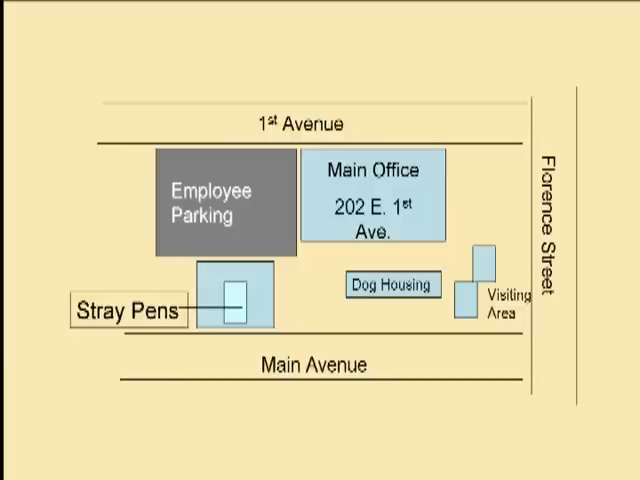 1st Avenue
Main Office
202 E. 1st
Ave.
Employee
Parking
Florence Street
Dog Housing
Visiting
Area
Stray Pens
Main Avenue